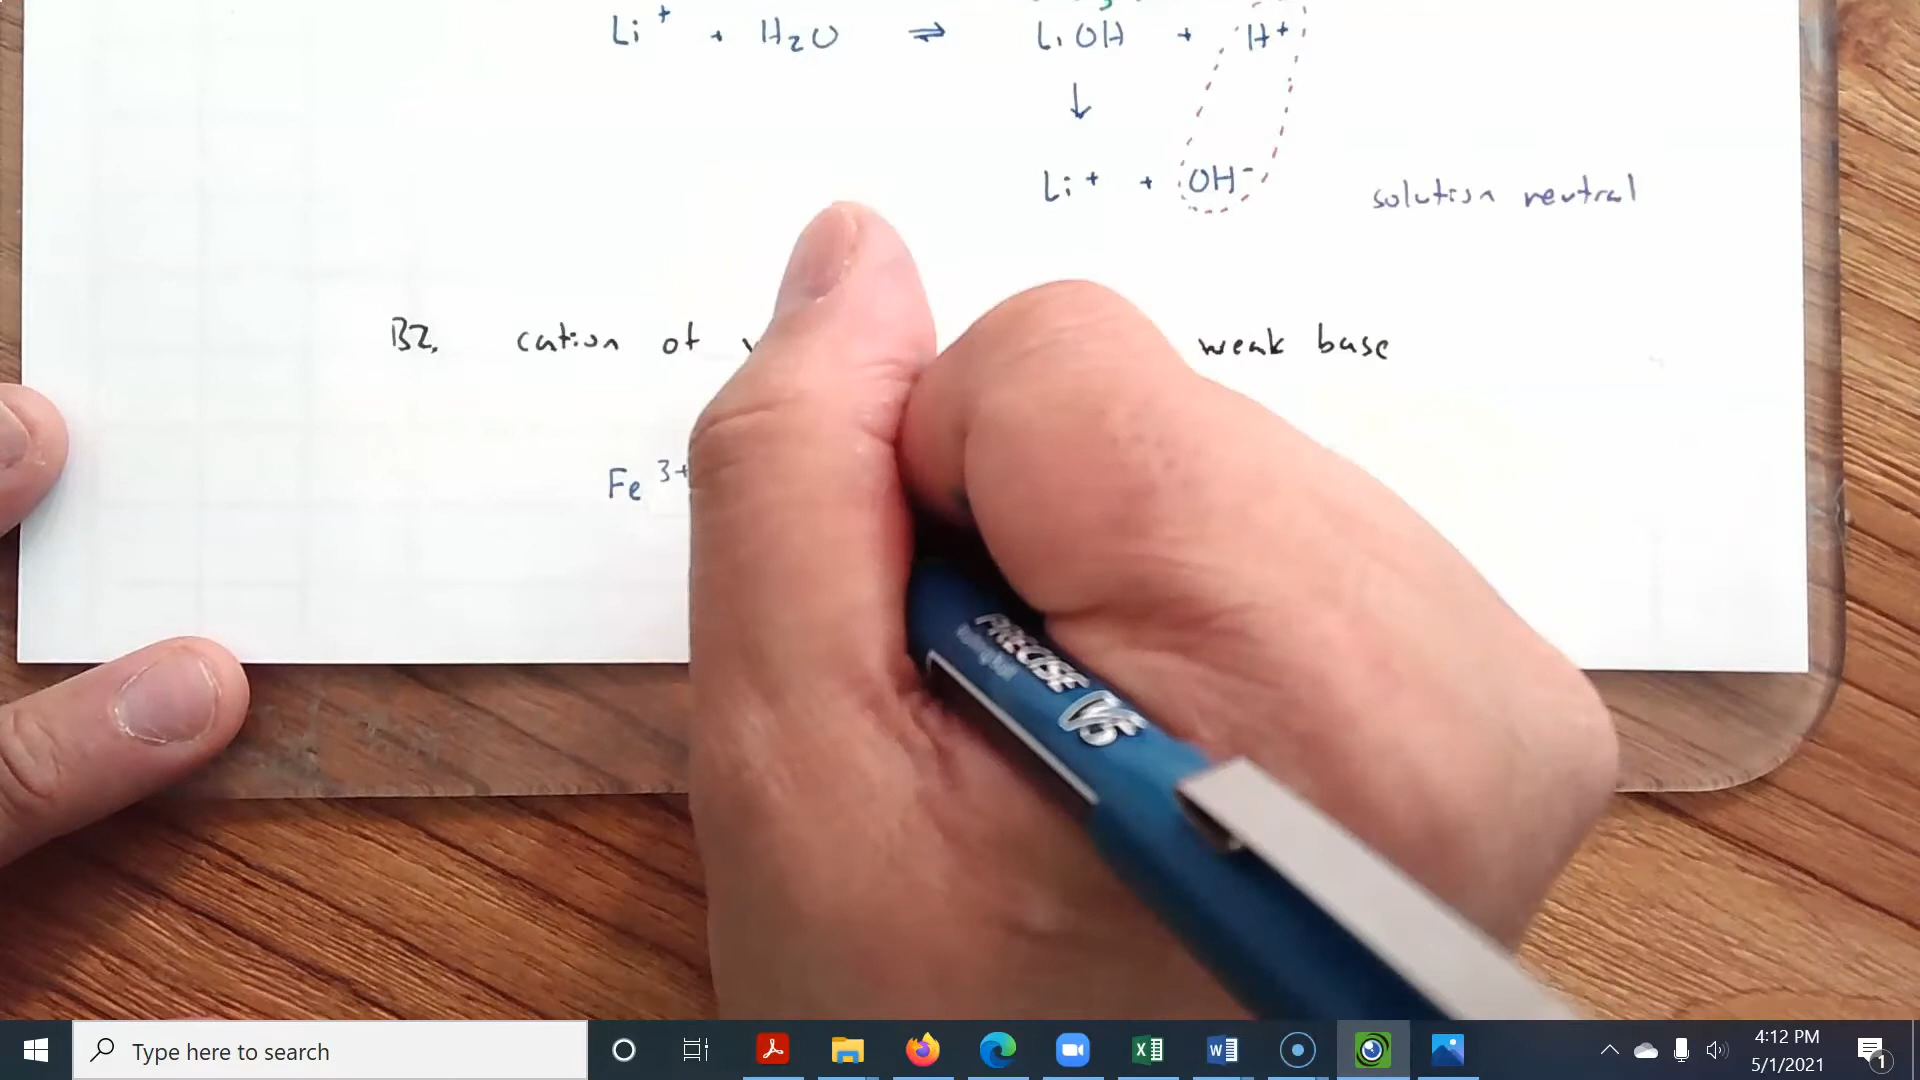 Li⁺ + H₂O ⇌ LiOH + H⁺
↓
Li⁺ + OH⁻ solution neutral
B2. cation of weak base
Fe³⁺
PRECISE V5
Type here to search
4:12 PM
5/1/2021
1